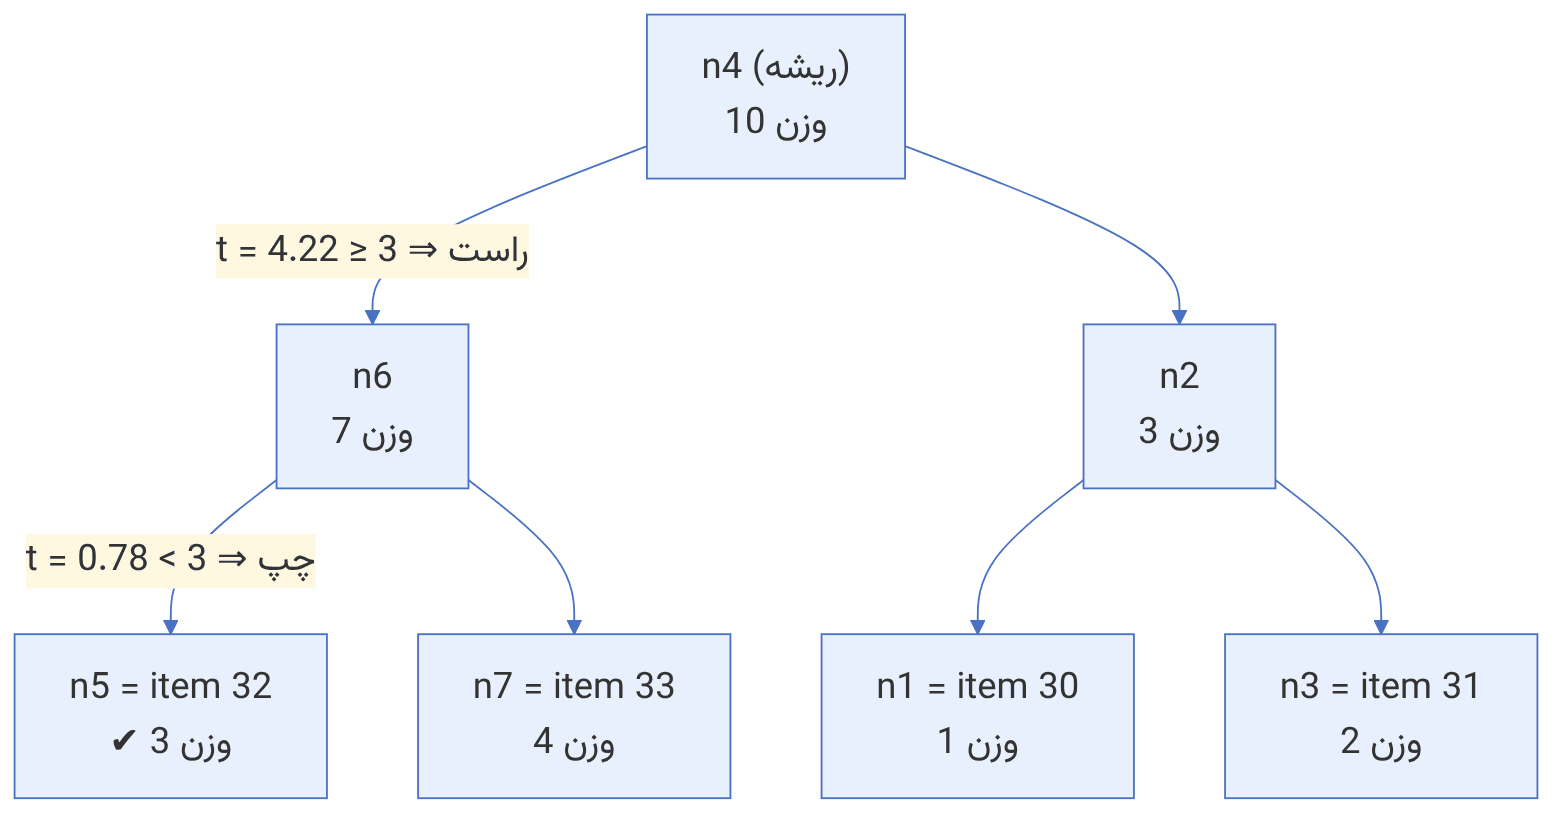 n4 (ریشه)
وزن 10
t = 4.22 ≥ 3 ⇒ راست
n6
وزن 7
n2
وزن 3
t = 0.78 < 3 ⇒ چپ
n5 = item 32
وزن 3 ✔
n7 = item 33
وزن 4
n1 = item 30
وزن 1
n3 = item 31
وزن 2